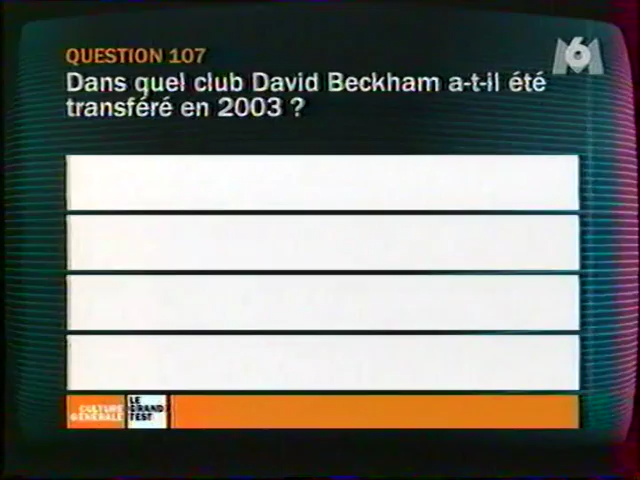 QUESTION 107
M6
Dans quel club David Beckham a-t-il été
transféré en 2003 ?
CULTURE
GÉNÉRALE
LE
GRAND
TEST